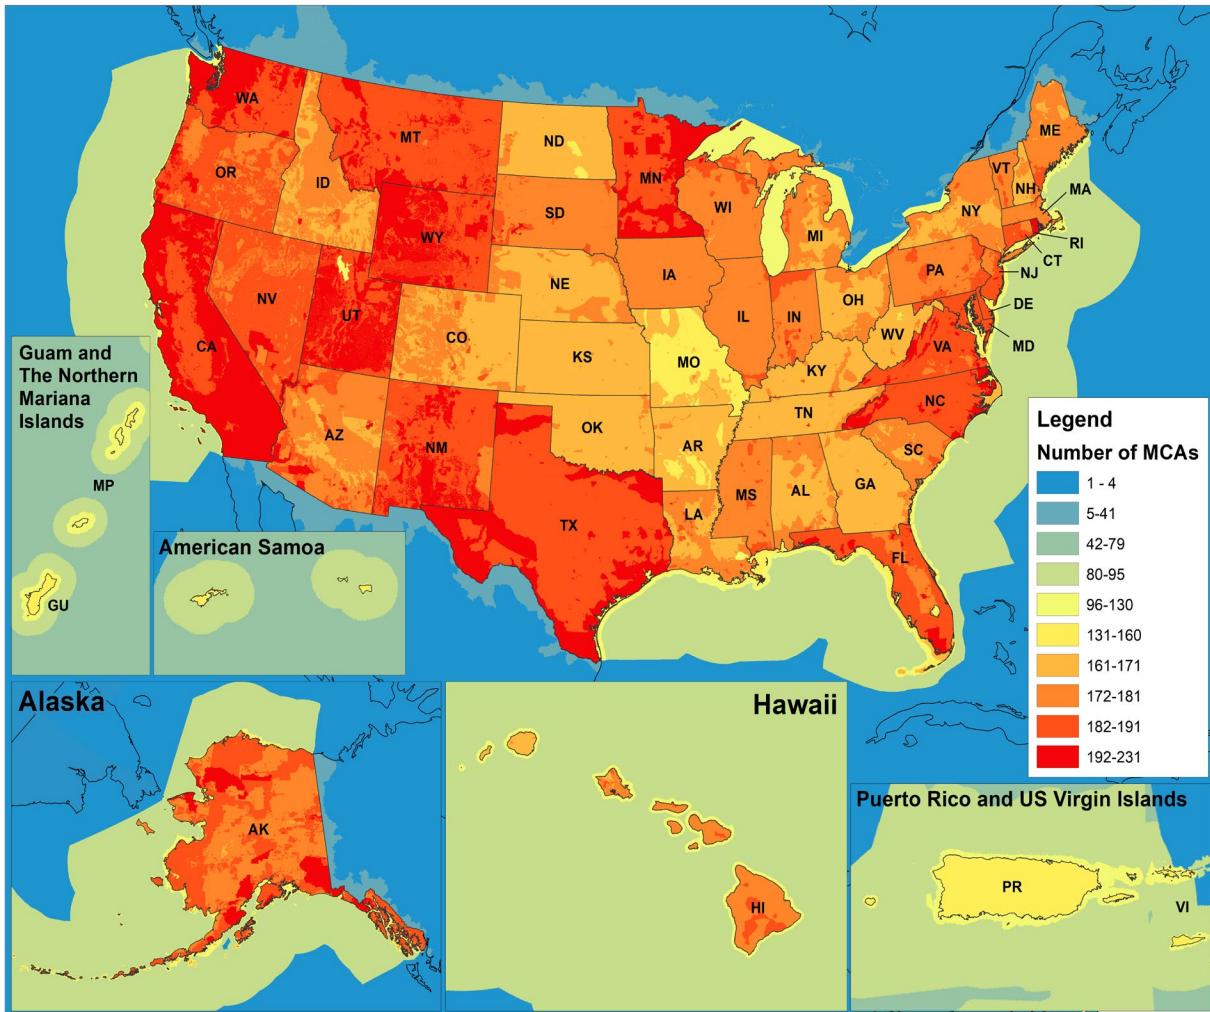 WA
MT
ND
MN
ME
OR
ID
SD
WI
VT
NH
MA
NY
WY
MI
RI
CT
IA
PA
NJ
NV
UT
NE
IL
IN
OH
DE
CO
WV
MD
CA
KS
MO
VA
KY
NC
TN
AZ
NM
OK
AR
SC
MS
AL
GA
LA
TX
FL
Guam and
The Northern
Mariana
Islands
MP
GU
American Samoa
Legend
Number of MCAs
1 - 4
5-41
42-79
80-95
96-130
131-160
161-171
172-181
182-191
192-231
Alaska
AK
Hawaii
HI
Puerto Rico and US Virgin Islands
PR
VI